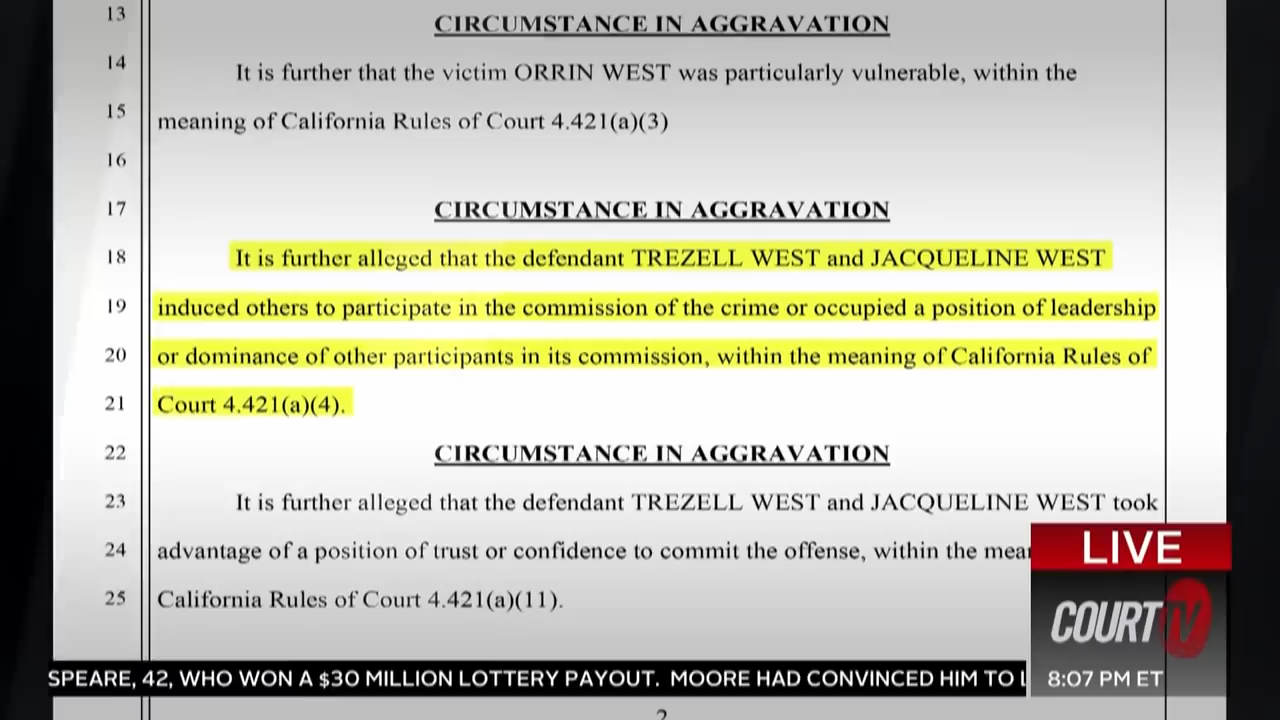 13 CIRCUMSTANCE IN AGGRAVATION
14 It is further that the victim ORRIN WEST was particularly vulnerable, within the
15 meaning of California Rules of Court 4.421(a)(3)
16
17 CIRCUMSTANCE IN AGGRAVATION
18 It is further alleged that the defendant TREZELL WEST and JACQUELINE WEST
19 induced others to participate in the commission of the crime or occupied a position of leadership
20 or dominance of other participants in its commission, within the meaning of California Rules of
21 Court 4.421(a)(4).
22 CIRCUMSTANCE IN AGGRAVATION
23 It is further alleged that the defendant TREZELL WEST and JACQUELINE WEST took
24 advantage of a position of trust or confidence to commit the offense, within the
25 California Rules of Court 4.421(a)(11).
LIVE
COURT TV
SPEARE, 42, WHO WON A $30 MILLION LOTTERY PAYOUT. MOORE HAD CONVINCED HIM TO
8:07 PM ET
2